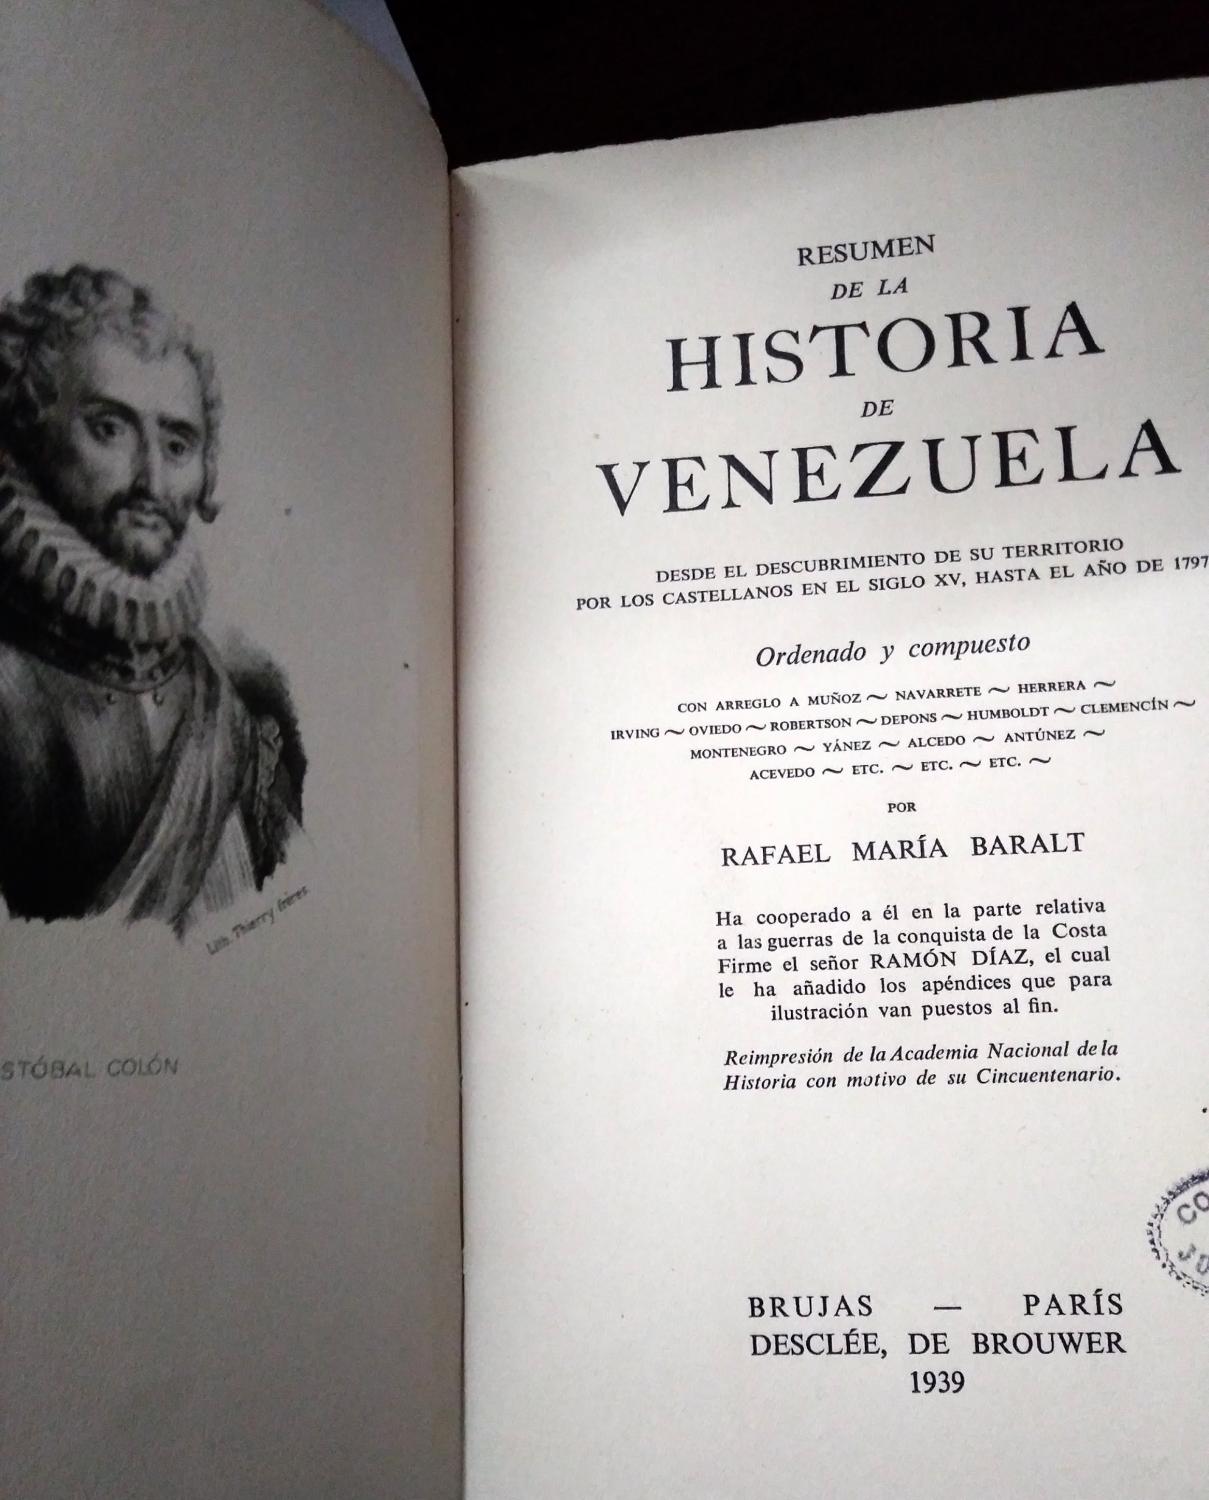 Lith. Thierry frères
STÓBAL COLÓN
RESUMEN
DE LA
HISTORIA
DE
VENEZUELA
DESDE EL DESCUBRIMIENTO DE SU TERRITORIO
POR LOS CASTELLANOS EN EL SIGLO XV, HASTA EL AÑO DE 1797
Ordenado y compuesto
CON ARREGLO A MUÑOZ ~ NAVARRETE ~ HERRERA ~
IRVING ~ OVIEDO ~ ROBERTSON ~ DEPONS ~ HUMBOLDT ~ CLEMENCÍN ~
MONTENEGRO ~ YÁNEZ ~ ALCEDO ~ ANTÚNEZ ~
ACEVEDO ~ ETC. ~ ETC. ~ ETC. ~
POR
RAFAEL MARÍA BARALT
Ha cooperado a él en la parte relativa
a las guerras de la conquista de la Costa
Firme el señor RAMÓN DÍAZ, el cual
le ha añadido los apéndices que para
ilustración van puestos al fin.
Reimpresión de la Academia Nacional de la
Historia con motivo de su Cincuentenario.
CO
JO
BRUJAS — PARÍS
DESCLÉE, DE BROUWER
1939